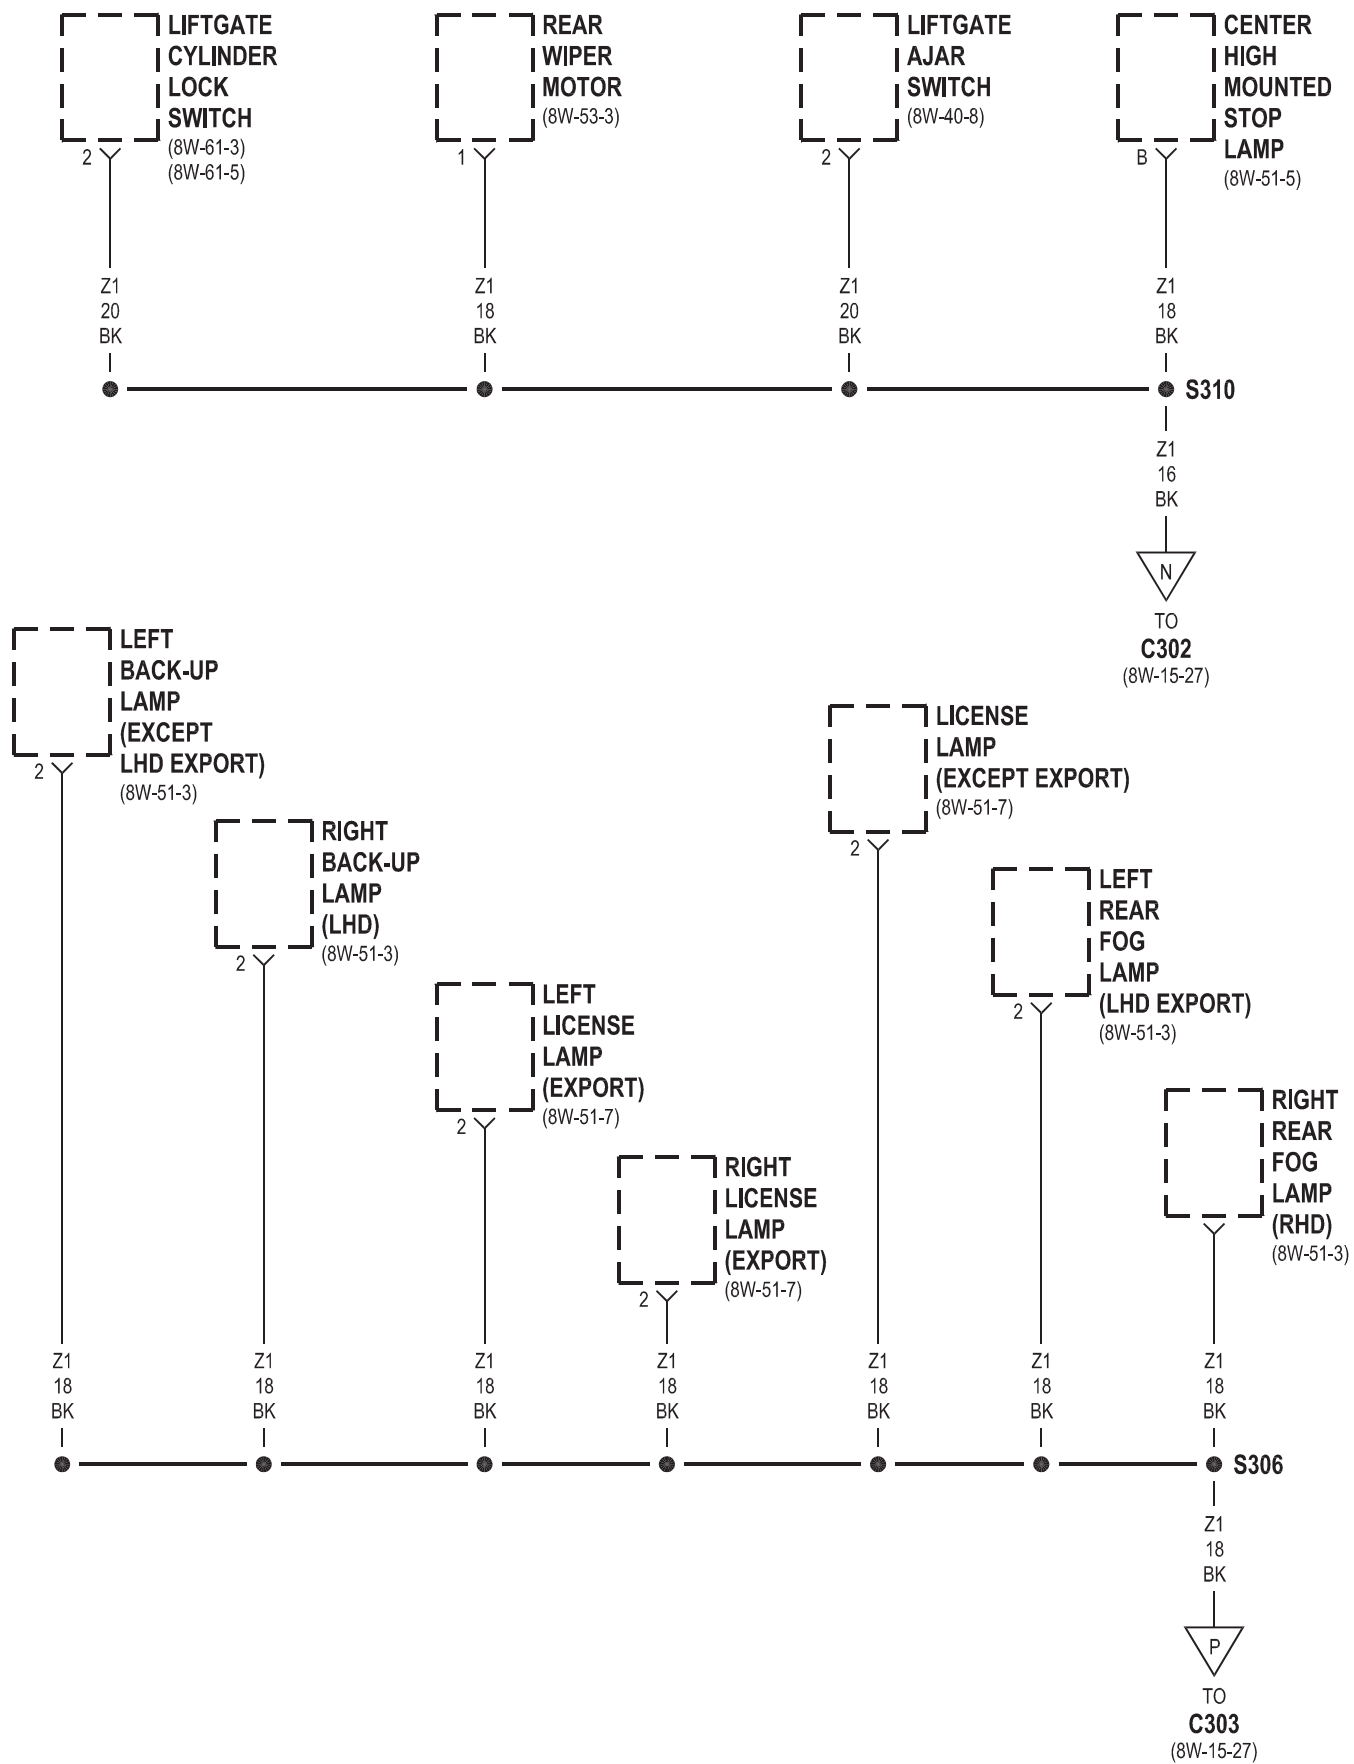 LIFTGATE
CYLINDER
LOCK
SWITCH
(8W-61-3)
(8W-61-5)
2
REAR
WIPER
MOTOR
(8W-53-3)
1
LIFTGATE
AJAR
SWITCH
(8W-40-8)
2
CENTER
HIGH
MOUNTED
STOP
LAMP
(8W-51-5)
B
Z1
20
BK
Z1
18
BK
Z1
20
BK
Z1
18
BK
S310
Z1
16
BK
N
TO
C302
(8W-15-27)
LEFT
BACK-UP
LAMP
(EXCEPT
LHD EXPORT)
(8W-51-3)
2
RIGHT
BACK-UP
LAMP
(LHD)
(8W-51-3)
2
LEFT
LICENSE
LAMP
(EXPORT)
(8W-51-7)
2
RIGHT
LICENSE
LAMP
(EXPORT)
(8W-51-7)
2
LICENSE
LAMP
(EXCEPT EXPORT)
(8W-51-7)
2
LEFT
REAR
FOG
LAMP
(LHD EXPORT)
(8W-51-3)
2
RIGHT
REAR
FOG
LAMP
(RHD)
(8W-51-3)
Z1
18
BK
Z1
18
BK
Z1
18
BK
Z1
18
BK
Z1
18
BK
Z1
18
BK
Z1
18
BK
S306
Z1
18
BK
P
TO
C303
(8W-15-27)